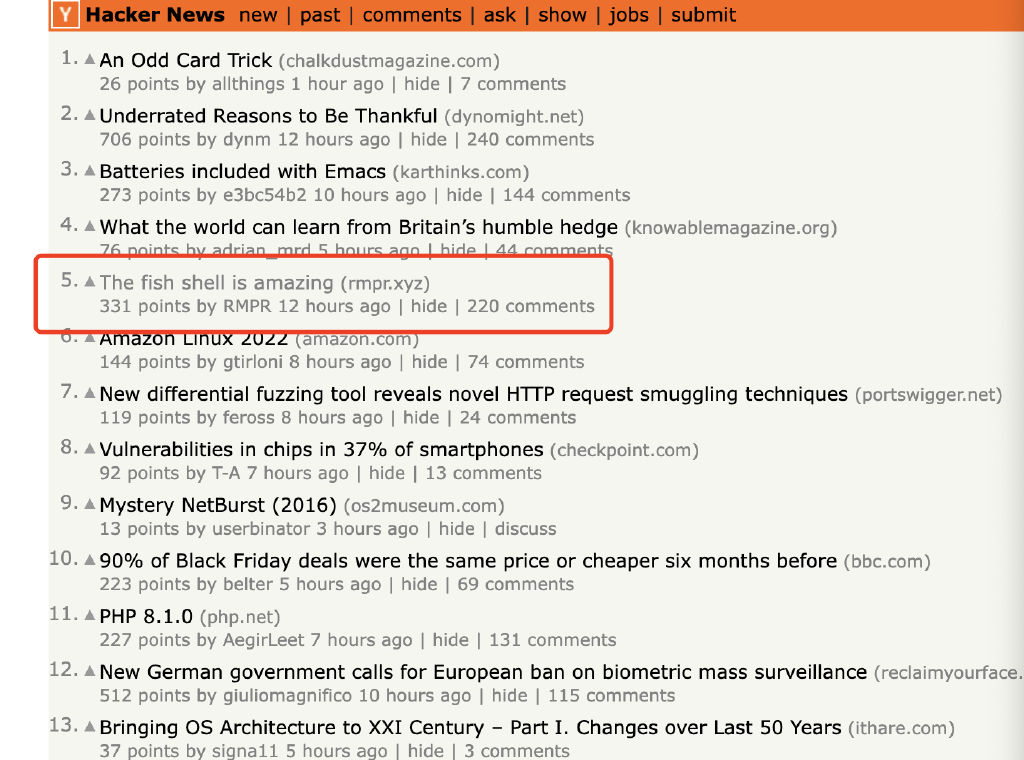 Y Hacker News new | past | comments | ask | show | jobs | submit
1. ▲ An Odd Card Trick (chalkdustmagazine.com)
26 points by allthings 1 hour ago | hide | 7 comments
2. ▲ Underrated Reasons to Be Thankful (dynomight.net)
706 points by dynm 12 hours ago | hide | 240 comments
3. ▲ Batteries included with Emacs (karthinks.com)
273 points by e3bc54b2 10 hours ago | hide | 144 comments
4. ▲ What the world can learn from Britain’s humble hedge (knowablemagazine.org)
76 points by adrian_mrd 5 hours ago | hide | 44 comments
5. ▲ The fish shell is amazing (rmpr.xyz)
331 points by RMPR 12 hours ago | hide | 220 comments
6. ▲ Amazon Linux 2022 (amazon.com)
144 points by gtirloni 8 hours ago | hide | 74 comments
7. ▲ New differential fuzzing tool reveals novel HTTP request smuggling techniques (portswigger.net)
119 points by feross 8 hours ago | hide | 24 comments
8. ▲ Vulnerabilities in chips in 37% of smartphones (checkpoint.com)
92 points by T-A 7 hours ago | hide | 13 comments
9. ▲ Mystery NetBurst (2016) (os2museum.com)
13 points by userbinator 3 hours ago | hide | discuss
10. ▲ 90% of Black Friday deals were the same price or cheaper six months before (bbc.com)
223 points by belter 5 hours ago | hide | 69 comments
11. ▲ PHP 8.1.0 (php.net)
227 points by AegirLeet 7 hours ago | hide | 131 comments
12. ▲ New German government calls for European ban on biometric mass surveillance (reclaimyourface.
512 points by giuliomagnifico 10 hours ago | hide | 115 comments
13. ▲ Bringing OS Architecture to XXI Century – Part I. Changes over Last 50 Years (ithare.com)
37 points by signa11 5 hours ago | hide | 3 comments